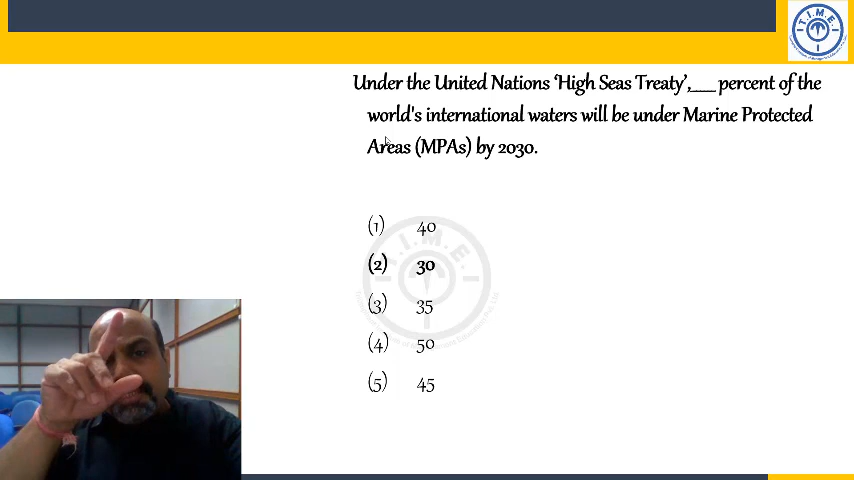 T.I.M.E.
Under the United Nations ‘High Seas Treaty’,___ percent of the
world's international waters will be under Marine Protected
Areas (MPAs) by 2030.
(1) 40
(2) 30
(3) 35
(4) 50
(5) 45